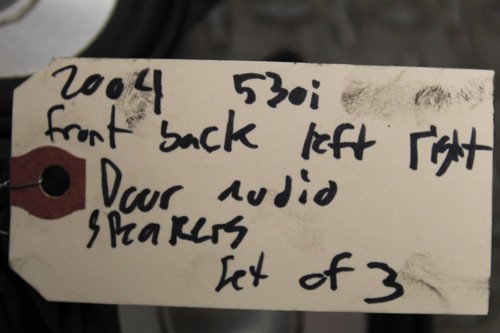 2004 530i
front back left right
Door audio
speakers
set of 3